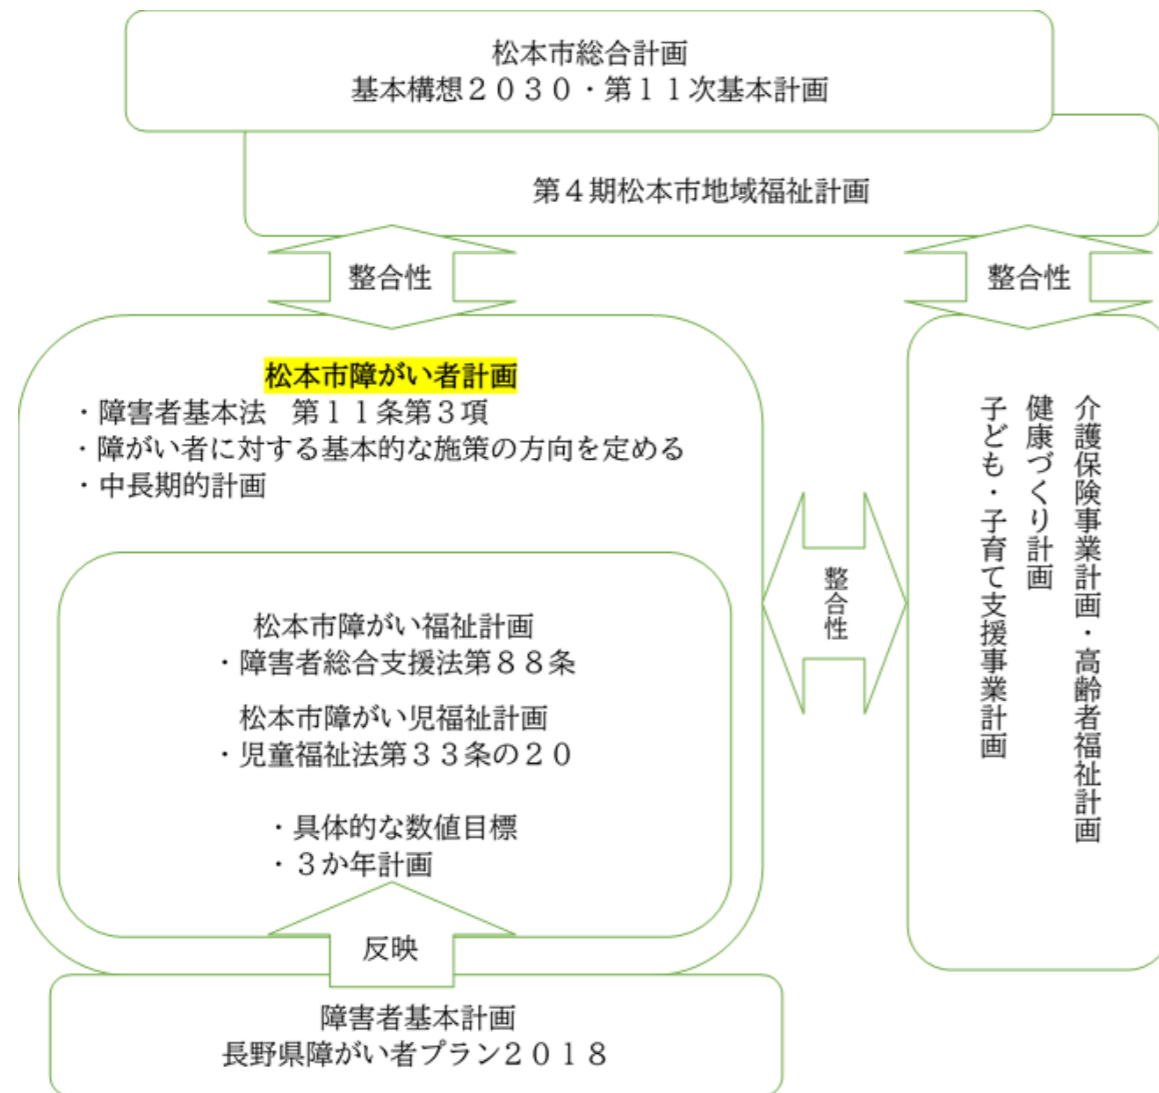 松本市総合計画
基本構想２０３０・第１１次基本計画
第４期松本市地域福祉計画
整合性
整合性
松本市障がい者計画
・障害者基本法　第１１条第３項
・障がい者に対する基本的な施策の方向を定める
・中長期的計画
松本市障がい福祉計画
・障害者総合支援法第８８条
松本市障がい児福祉計画
・児童福祉法第３３条の２０
・具体的な数値目標
・３か年計画
整合性
介護保険事業計画・高齢者福祉計画
健康づくり計画
子ども・子育て支援事業計画
反映
障害者基本計画
長野県障がい者プラン２０１８